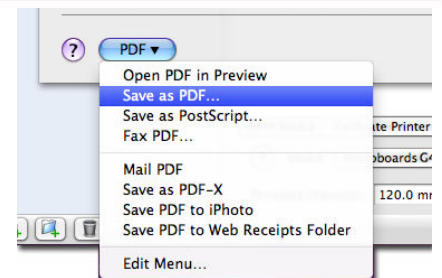 ? PDF ▼
Open PDF in Preview
Save as PDF...
Save as PostScript...
Fax PDF...
Mail PDF
Save as PDF-X
Save PDF to iPhoto
Save PDF to Web Receipts Folder
Edit Menu...
Printer
120.0